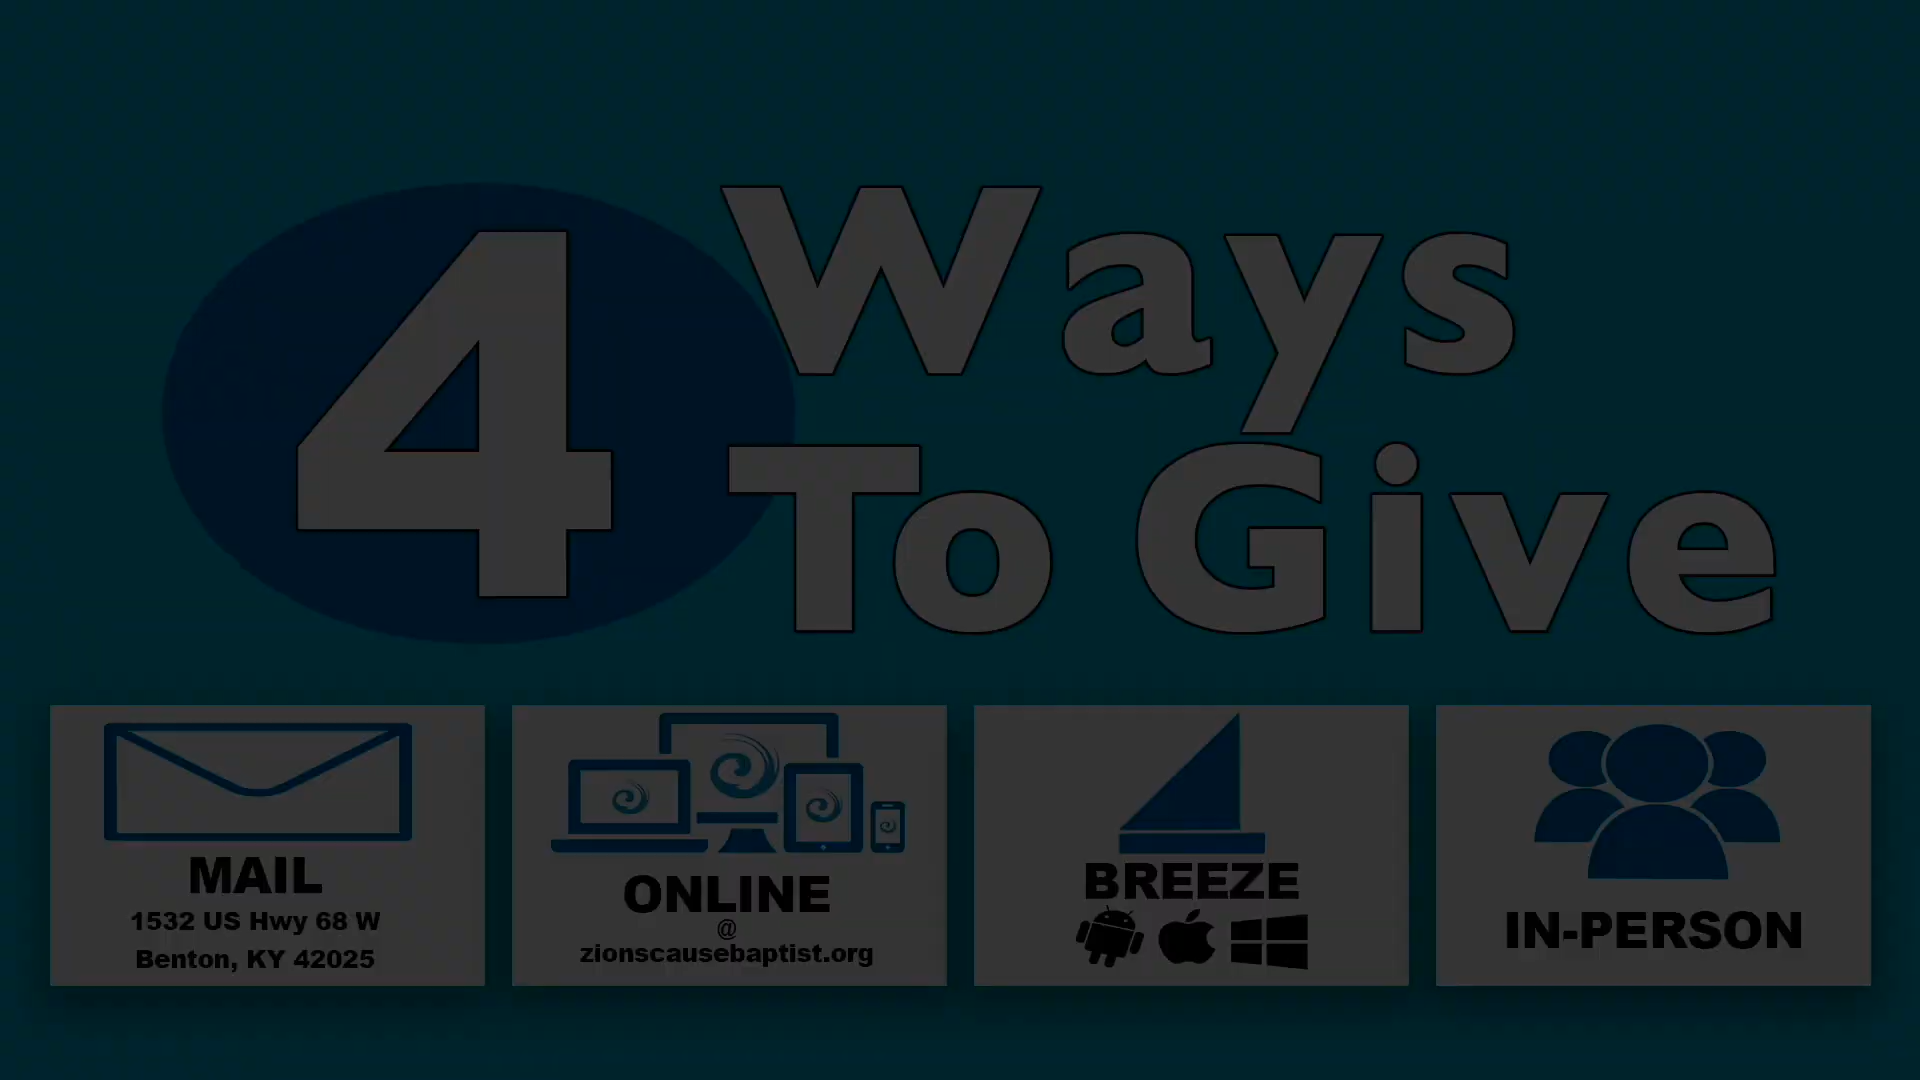 4 Ways
To Give
MAIL
1532 US Hwy 68 W
Benton, KY 42025
ONLINE
@
zionscausebaptist.org
BREEZE
IN-PERSON